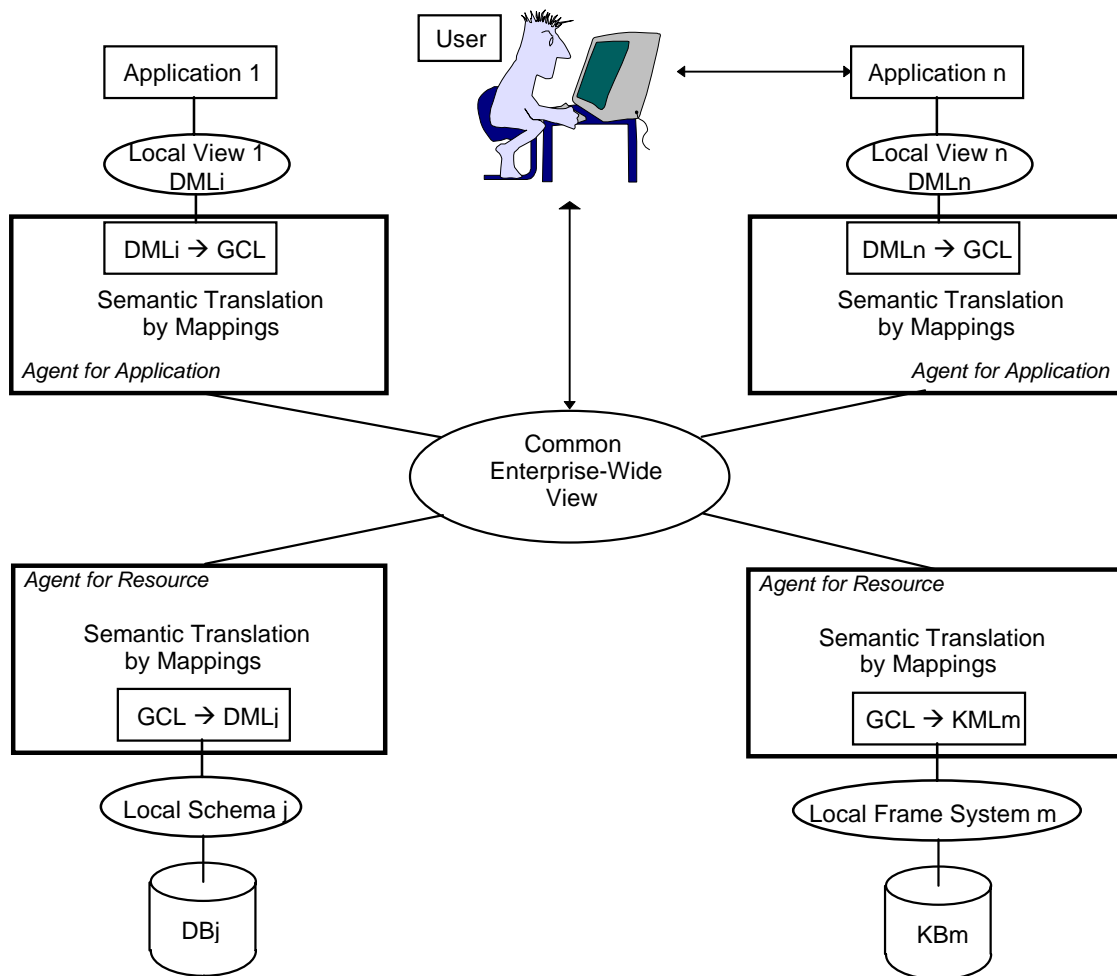 User
Application 1
Application n
Local View 1
DMLi
Local View n
DMLn
DMLi → GCL
Semantic Translation
by Mappings
Agent for Application
DMLn → GCL
Semantic Translation
by Mappings
Agent for Application
Common
Enterprise-Wide
View
Agent for Resource
Semantic Translation
by Mappings
GCL → DMLj
Local Schema j
DBj
Agent for Resource
Semantic Translation
by Mappings
GCL → KMLm
Local Frame System m
KBm